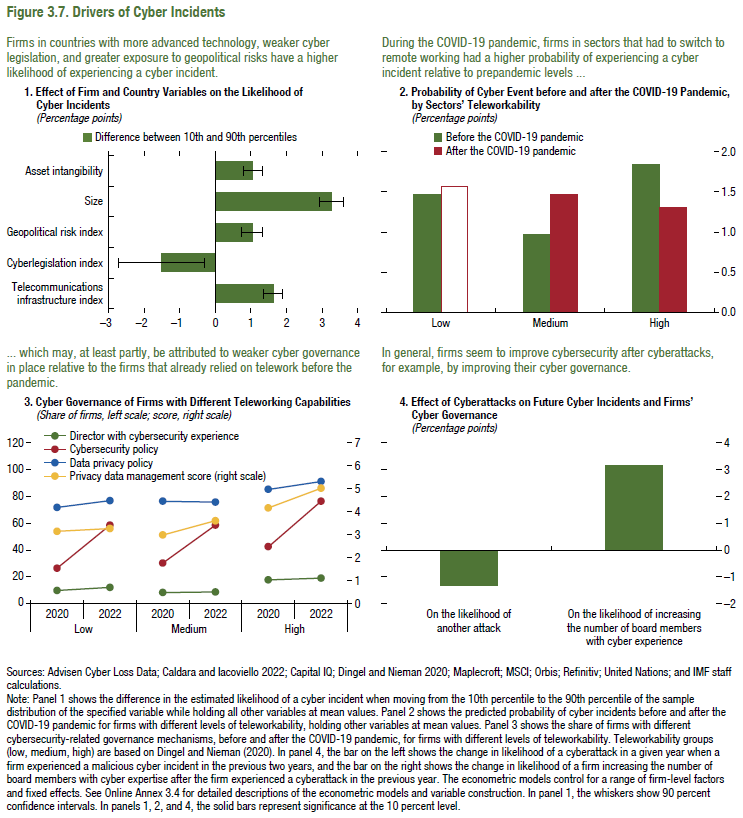 Figure 3.7. Drivers of Cyber Incidents
Firms in countries with more advanced technology, weaker cyber
legislation, and greater exposure to geopolitical risks have a higher
likelihood of experiencing a cyber incident.
1. Effect of Firm and Country Variables on the Likelihood of
Cyber Incidents
(Percentage points)
Difference between 10th and 90th percentiles
Asset intangibility
Size
Geopolitical risk index
Cyberlegislation index
Telecommunications
infrastructure index
–3 –2 –1 0 1 2 3 4
During the COVID-19 pandemic, firms in sectors that had to switch to
remote working had a higher probability of experiencing a cyber
incident relative to prepandemic levels ...
2. Probability of Cyber Event before and after the COVID-19 Pandemic,
by Sectors' Teleworkability
(Percentage points)
Before the COVID-19 pandemic
After the COVID-19 pandemic
2.0
1.5
1.0
0.5
0.0
Low Medium High
... which may, at least partly, be attributed to weaker cyber governance
in place relative to the firms that already relied on telework before the
pandemic.
3. Cyber Governance of Firms with Different Teleworking Capabilities
(Share of firms, left scale; score, right scale)
Director with cybersecurity experience
Cybersecurity policy
Data privacy policy
Privacy data management score (right scale)
120
100
80
60
40
20
0
7
6
5
4
3
2
1
0
2020 2022 2020 2022 2020 2022
Low Medium High
In general, firms seem to improve cybersecurity after cyberattacks,
for example, by improving their cyber governance.
4. Effect of Cyberattacks on Future Cyber Incidents and Firms'
Cyber Governance
(Percentage points)
4
3
2
1
0
–1
–2
On the likelihood of
another attack
On the likelihood of increasing
the number of board members
with cyber experience
Sources: Advisen Cyber Loss Data; Caldara and Iacoviello 2022; Capital IQ; Dingel and Nieman 2020; Maplecroft; MSCI; Orbis; Refinitiv; United Nations; and IMF staff
calculations.
Note: Panel 1 shows the difference in the estimated likelihood of a cyber incident when moving from the 10th percentile to the 90th percentile of the sample
distribution of the specified variable while holding all other variables at mean values. Panel 2 shows the predicted probability of cyber incidents before and after the
COVID-19 pandemic for firms with different levels of teleworkability, holding other variables at mean values. Panel 3 shows the share of firms with different
cybersecurity-related governance mechanisms, before and after the COVID-19 pandemic, for firms with different levels of teleworkability. Teleworkability groups
(low, medium, high) are based on Dingel and Nieman (2020). In panel 4, the bar on the left shows the change in likelihood of a cyberattack in a given year when a
firm experienced a malicious cyber incident in the previous two years, and the bar on the right shows the change in likelihood of a firm increasing the number of
board members with cyber expertise after the firm experienced a cyberattack in the previous year. The econometric models control for a range of firm-level factors
and fixed effects. See Online Annex 3.4 for detailed descriptions of the econometric models and variable construction. In panel 1, the whiskers show 90 percent
confidence intervals. In panels 1, 2, and 4, the solid bars represent significance at the 10 percent level.